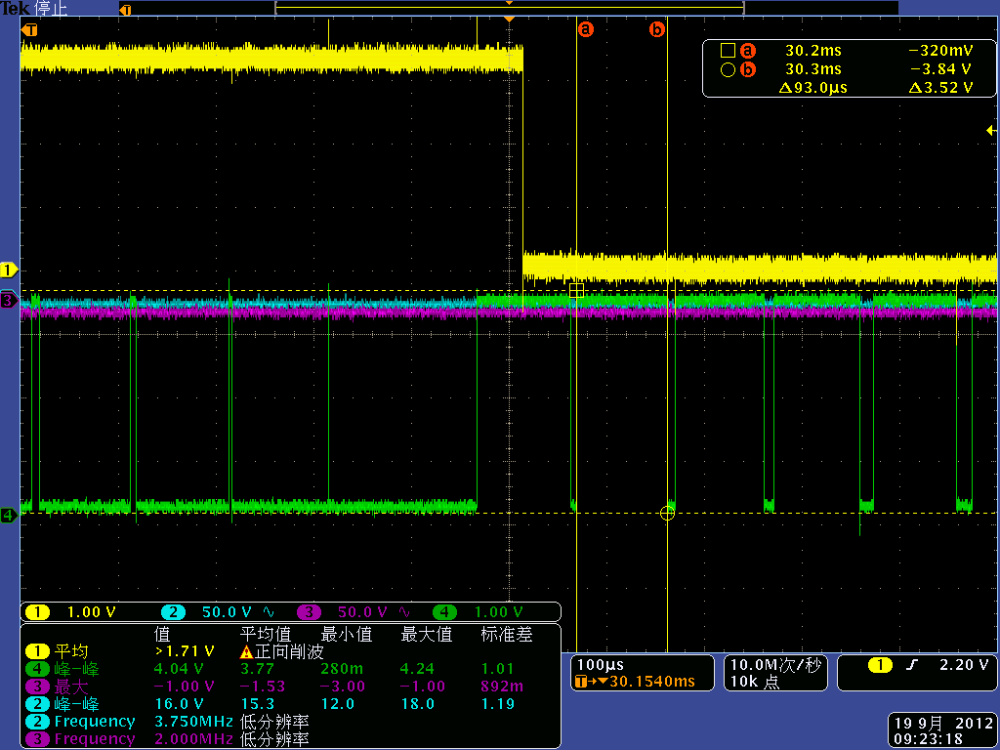 Tek 停止
T
T
a
b
a 30.2ms −320mV
b 30.3ms −3.84 V
Δ93.0µs Δ3.52 V
1
3
4
1 1.00 V 2 50.0 V ∿ 3 50.0 V ∿ 4 1.00 V
值 平均值 最小值 最大值 标准差
1 平均 >1.71 V 正向削波
4 峰−峰 4.04 V 3.77 280m 4.24 1.01
3 最大 −1.00 V −1.53 −3.00 −1.00 892m
2 峰−峰 16.0 V 15.3 12.0 18.0 1.19
2 Frequency 3.750MHz 低分辨率
3 Frequency 2.000MHz 低分辨率
100µs
T→▼30.1540ms
10.0M次/秒
10k 点
1 2.20 V
19 9月 2012
09:23:18